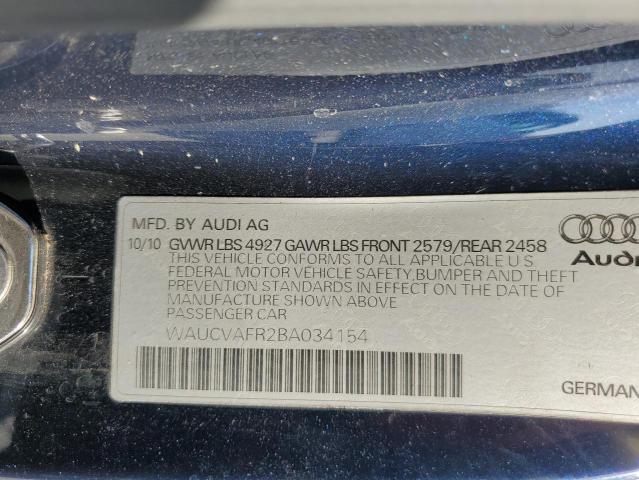 MFD. BY AUDI AG
10/10 GVWR LBS 4927 GAWR LBS FRONT 2579/REAR 2458
THIS VEHICLE CONFORMS TO ALL APPLICABLE U.S.
FEDERAL MOTOR VEHICLE SAFETY,BUMPER AND THEFT
PREVENTION STANDARDS IN EFFECT ON THE DATE OF
MANUFACTURE SHOWN ABOVE
PASSENGER CAR
WAUCVAFR2BA034154
Audi
GERMANY